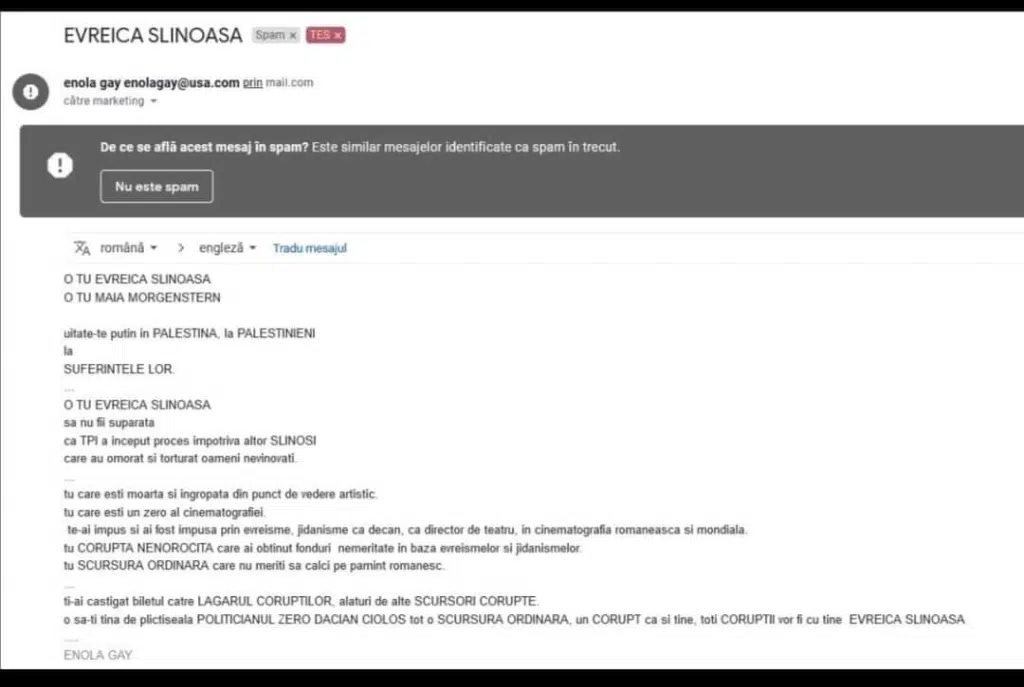 EVREICA SLINOASA Spam x TES x
enola gay enolagay@usa.com prin mail.com
către marketing
De ce se află acest mesaj în spam? Este similar mesajelor identificate ca spam în trecut.
Nu este spam
română > engleză Tradu mesajul
O TU EVREICA SLINOASA
O TU MAIA MORGENSTERN
uitate-te putin in PALESTINA, la PALESTINIENI
la
SUFERINTELE LOR.
...
O TU EVREICA SLINOASA
sa nu fii suparata
ca TPI a inceput proces impotriva altor SLINOSI
care au omorat si torturat oameni nevinovati.
....
tu care esti moarta si ingropata din punct de vedere artistic.
tu care esti un zero al cinematografiei.
te-ai impus si ai fost impusa prin evreisme, jidanisme ca decan, ca director de teatru, in cinematografia romaneasca si mondiala.
tu CORUPTA NENOROCITA care ai obtinut fonduri nemeritate in baza evreismelor si jidanismelor.
tu SCURSURA ORDINARA care nu meriti sa calci pe pamint romanesc.
....
ti-ai castigat biletul catre LAGARUL CORUPTILOR, alaturi de alte SCURSORI CORUPTE.
o sa-ti tina de plictiseala POLITICIANUL ZERO DACIAN CIOLOS tot o SCURSURA ORDINARA, un CORUPT ca si tine, toti CORUPTII vor fi cu tine EVREICA SLINOASA
.....
ENOLA GAY